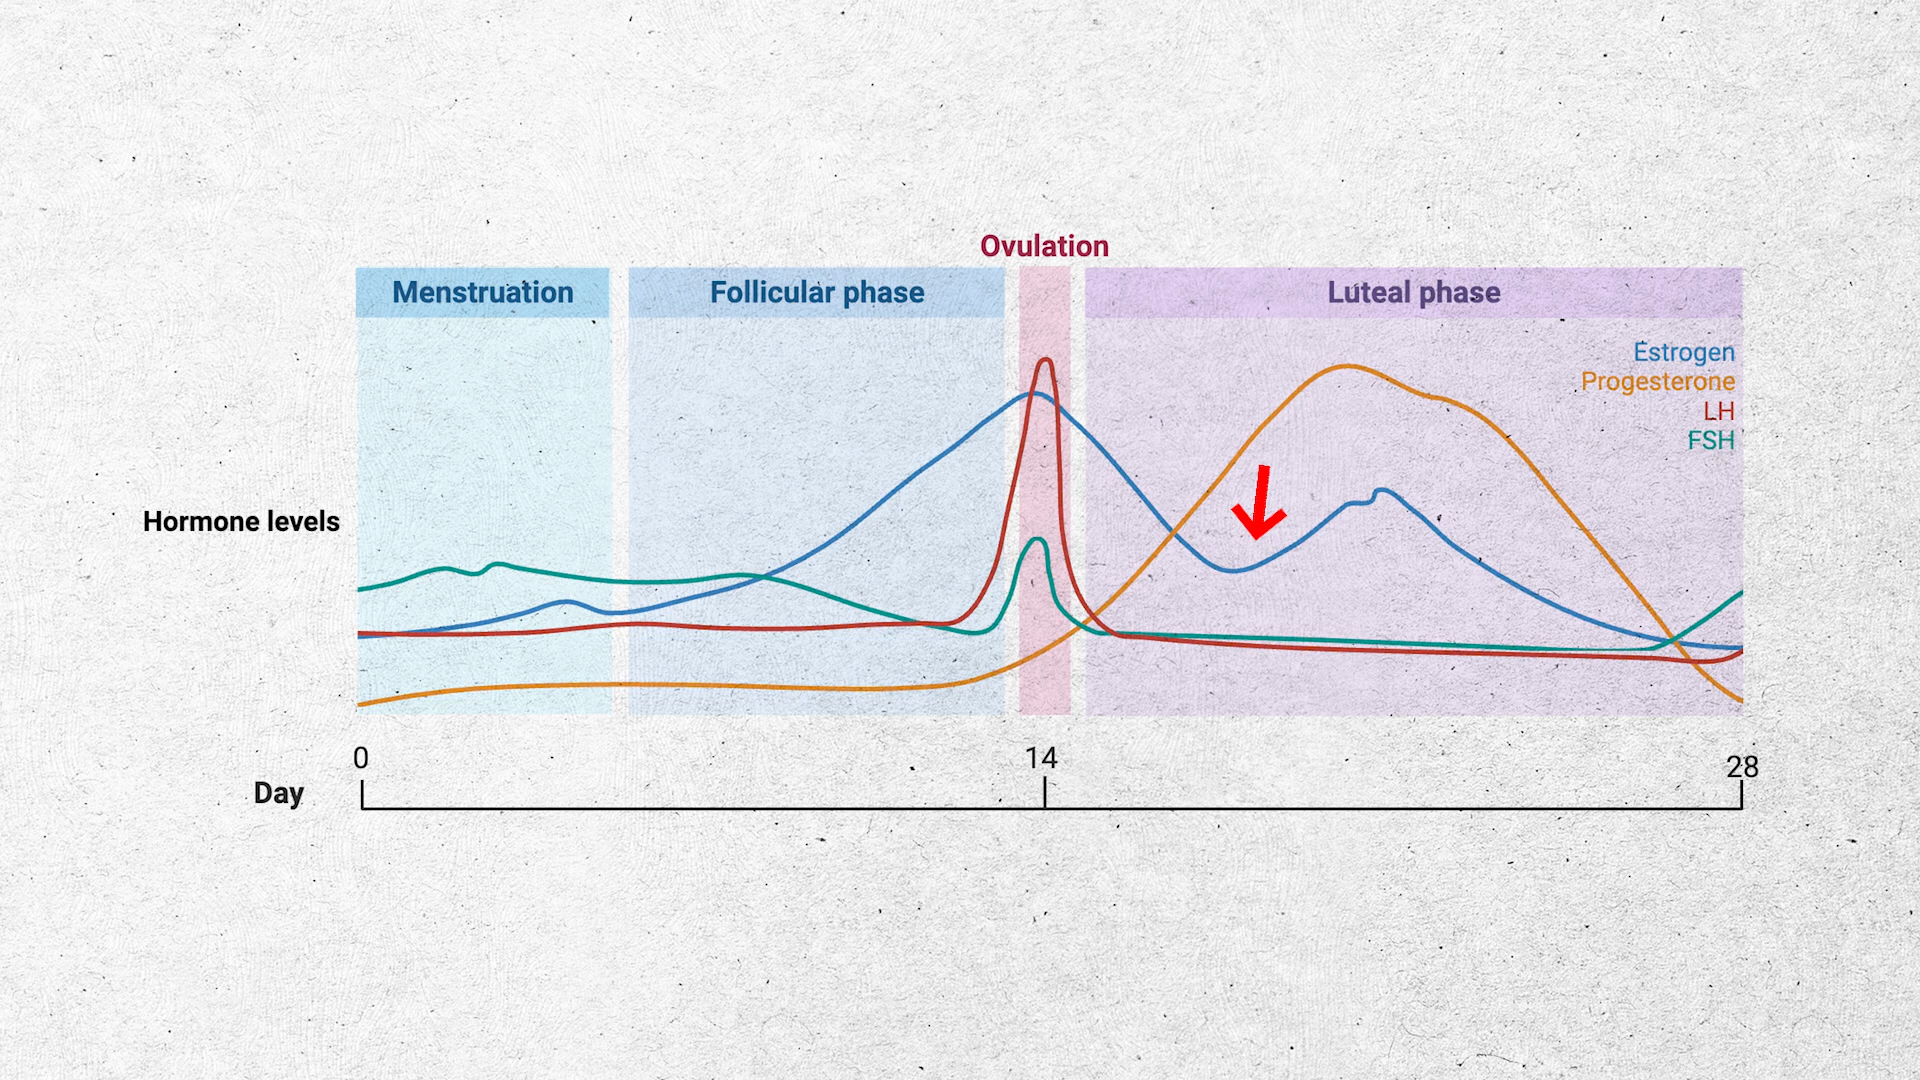 Ovulation
Menstruation
Follicular phase
Luteal phase
Estrogen
Progesterone
LH
FSH
Hormone levels
0
14
28
Day